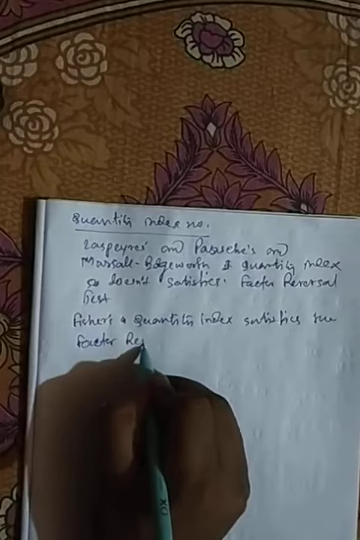 Quantity index no.
Laspeyres' and Paasche's and
Marshall-Edgeworth & quantity index
so doesn't satisfies. Factor Reversal
Test
Fisher's & Quantity index satisfies the
Factor Re